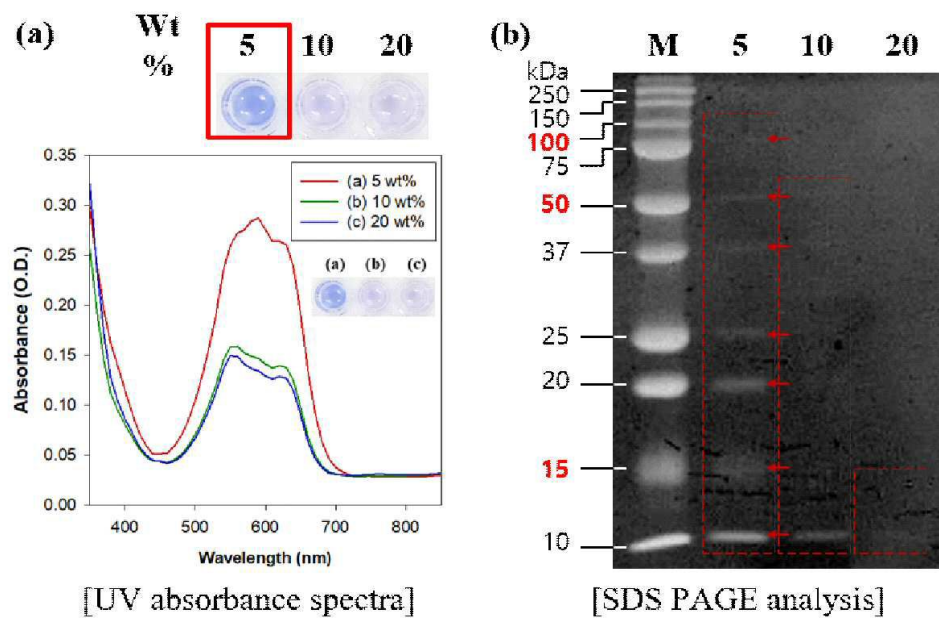 (a)
Wt
%
5 10 20
0.35
0.30
0.25
0.20
0.15
0.10
0.05
0.00
Absorbance (O.D.)
(a) 5 wt%
(b) 10 wt%
(c) 20 wt%
(a) (b) (c)
400 500 600 700 800
Wavelength (nm)
[UV absorbance spectra]
(b)
M 5 10 20
kDa
250
150
100
75
50
37
25
20
15
10
[SDS PAGE analysis]